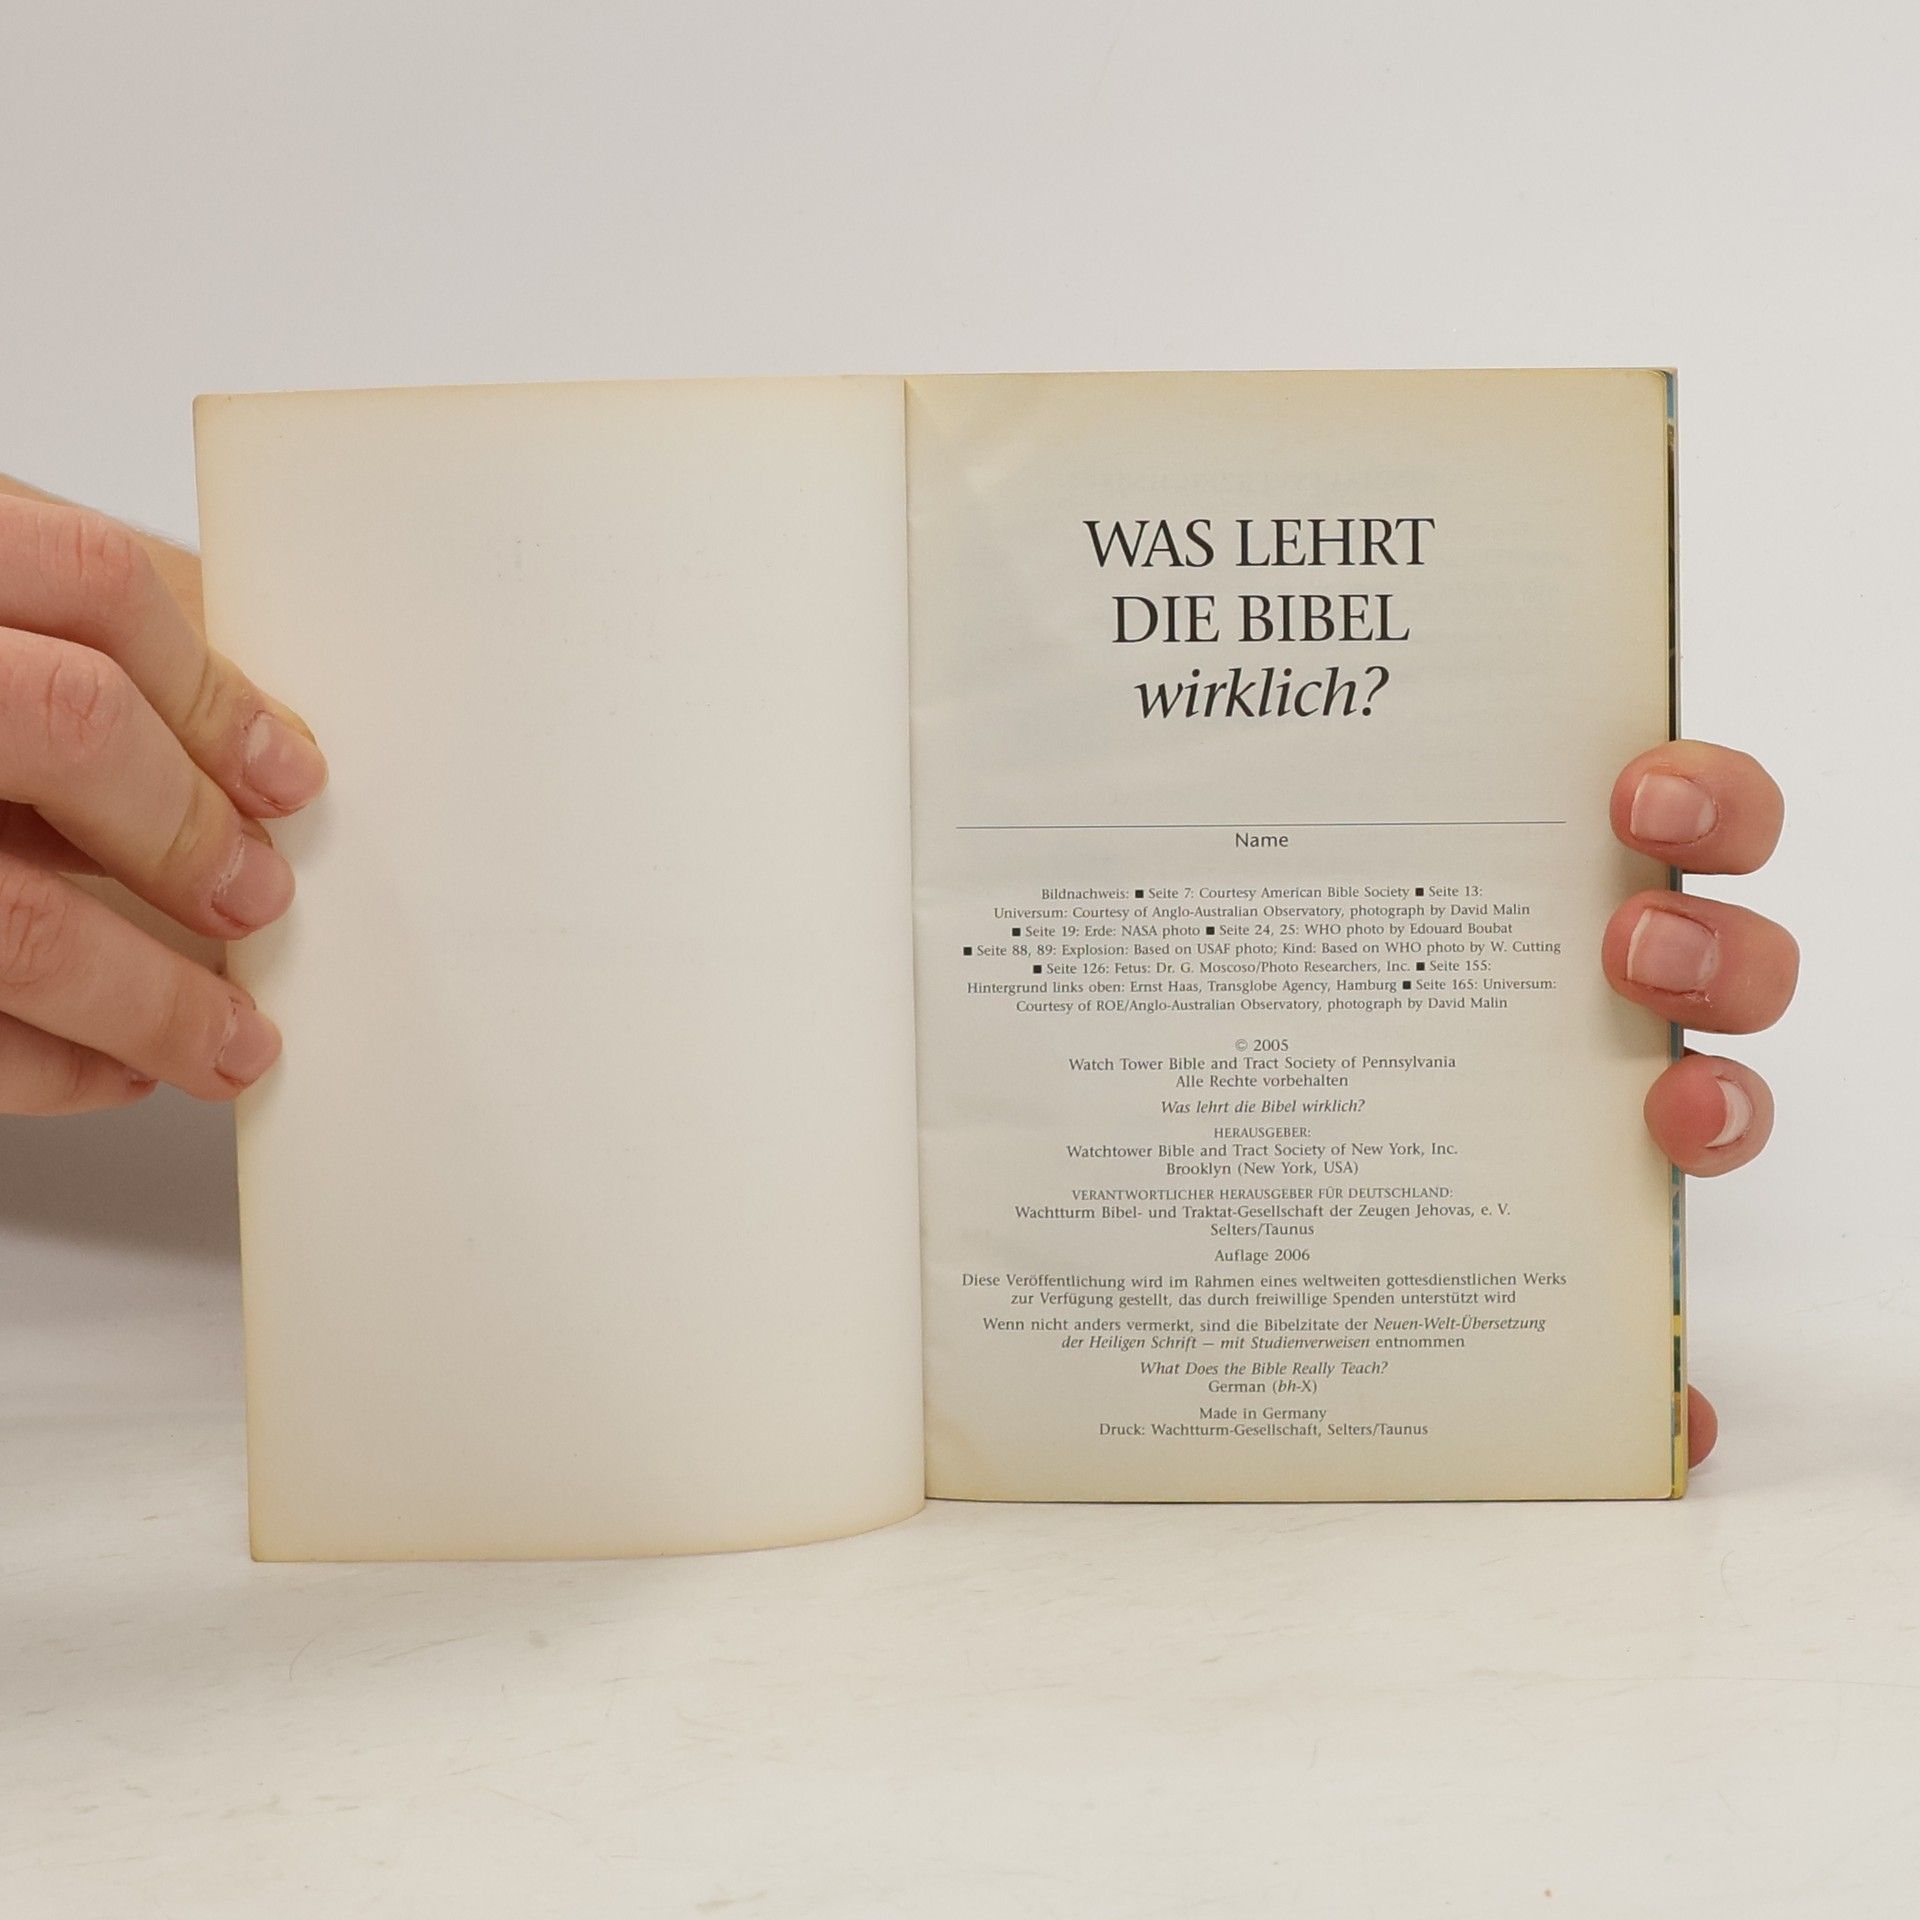 WAS LEHRT
DIE BIBEL
wirklich?
Name
Bildnachweis: ■ Seite 7: Courtesy American Bible Society ■ Seite 13:
Universum: Courtesy of Anglo-Australian Observatory, photograph by David Malin
■ Seite 19: Erde: NASA photo ■ Seite 24, 25: WHO photo by Edouard Boubat
■ Seite 88, 89: Explosion: Based on USAF photo; Kind: Based on WHO photo by W. Cutting
■ Seite 126: Fetus: Dr. G. Moscoso/Photo Researchers, Inc. ■ Seite 155:
Hintergrund links oben: Ernst Haas, Transglobe Agency, Hamburg ■ Seite 165: Universum:
Courtesy of ROE/Anglo-Australian Observatory, photograph by David Malin
© 2005
Watch Tower Bible and Tract Society of Pennsylvania
Alle Rechte vorbehalten
Was lehrt die Bibel wirklich?
HERAUSGEBER:
Watchtower Bible and Tract Society of New York, Inc.
Brooklyn (New York, USA)
VERANTWORTLICHER HERAUSGEBER FÜR DEUTSCHLAND:
Wachtturm Bibel- und Traktat-Gesellschaft der Zeugen Jehovas, e. V.
Selters/Taunus
Auflage 2006
Diese Veröffentlichung wird im Rahmen eines weltweiten gottesdienstlichen Werks
zur Verfügung gestellt, das durch freiwillige Spenden unterstützt wird
Wenn nicht anders vermerkt, sind die Bibelzitate der Neuen-Welt-Übersetzung
der Heiligen Schrift — mit Studienverweisen entnommen
What Does the Bible Really Teach?
German (bh-X)
Made in Germany
Druck: Wachtturm-Gesellschaft, Selters/Taunus